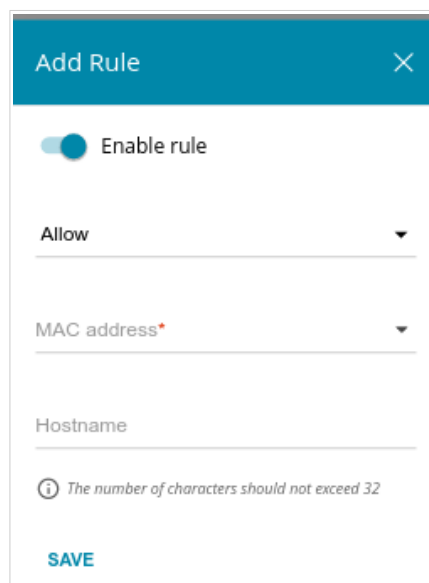 Add Rule
Enable rule
Allow
MAC address*
Hostname
The number of characters should not exceed 32
SAVE